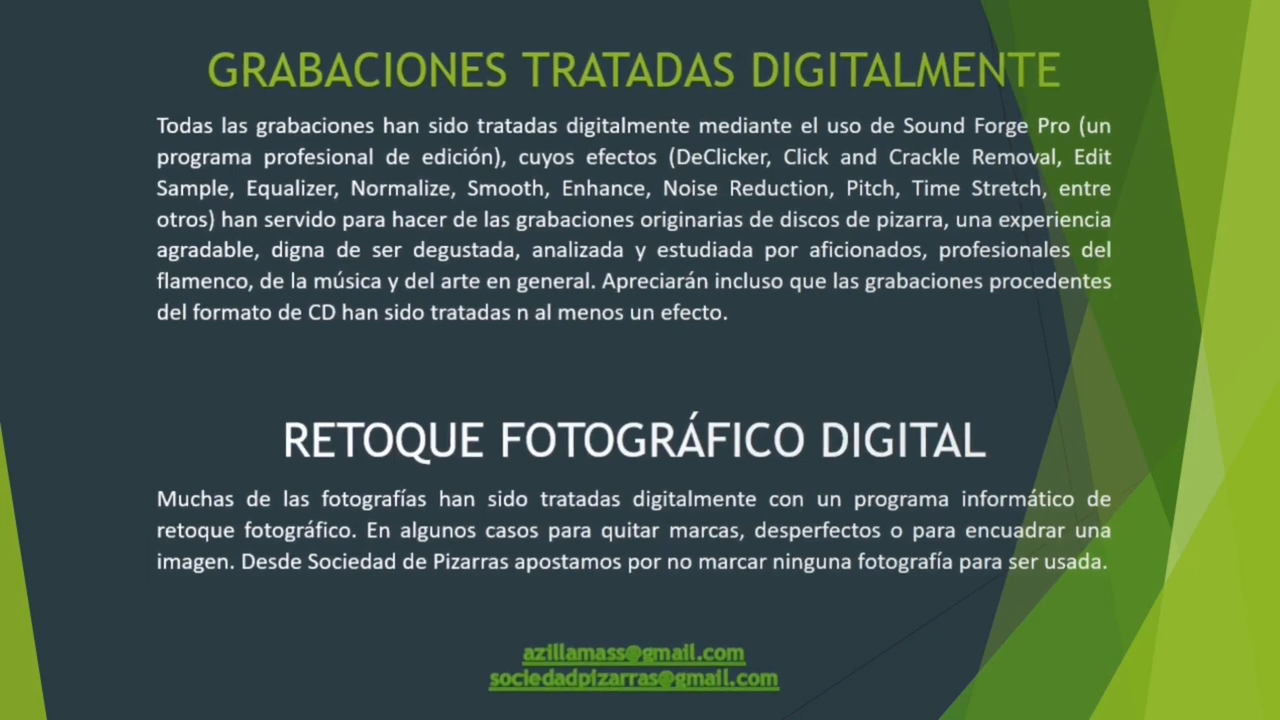 GRABACIONES TRATADAS DIGITALMENTE
Todas las grabaciones han sido tratadas digitalmente mediante el uso de Sound Forge Pro (un
programa profesional de edición), cuyos efectos (DeClicker, Click and Crackle Removal, Edit
Sample, Equalizer, Normalize, Smooth, Enhance, Noise Reduction, Pitch, Time Stretch, entre
otros) han servido para hacer de las grabaciones originarias de discos de pizarra, una experiencia
agradable, digna de ser degustada, analizada y estudiada por aficionados, profesionales del
flamenco, de la música y del arte en general. Apreciarán incluso que las grabaciones procedentes
del formato de CD han sido tratadas n al menos un efecto.
RETOQUE FOTOGRÁFICO DIGITAL
Muchas de las fotografías han sido tratadas digitalmente con un programa informático de
retoque fotográfico. En algunos casos para quitar marcas, desperfectos o para encuadrar una
imagen. Desde Sociedad de Pizarras apostamos por no marcar ninguna fotografía para ser usada.
azillamass@gmail.com
sociedadpizarras@gmail.com